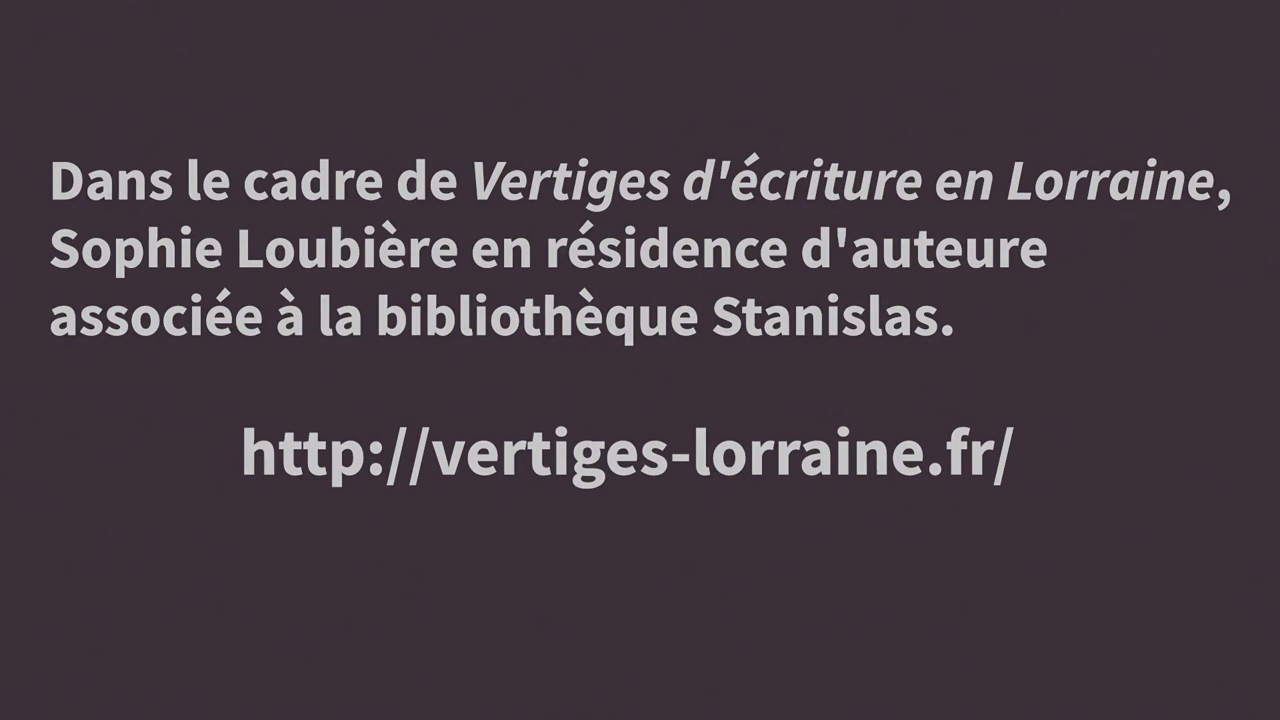 Dans le cadre de Vertiges d'écriture en Lorraine,
Sophie Loubière en résidence d'auteure
associée à la bibliothèque Stanislas.
http://vertiges-lorraine.fr/